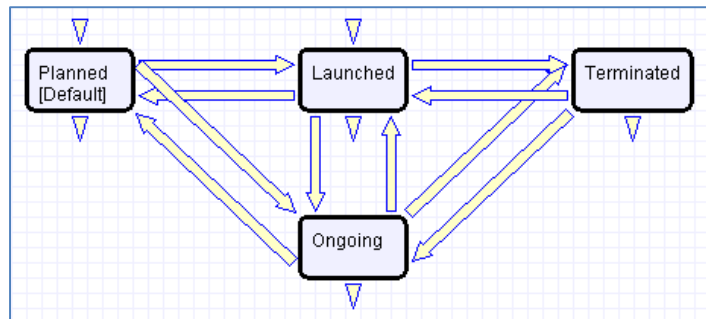 Planned
[Default]
Launched
Terminated
Ongoing